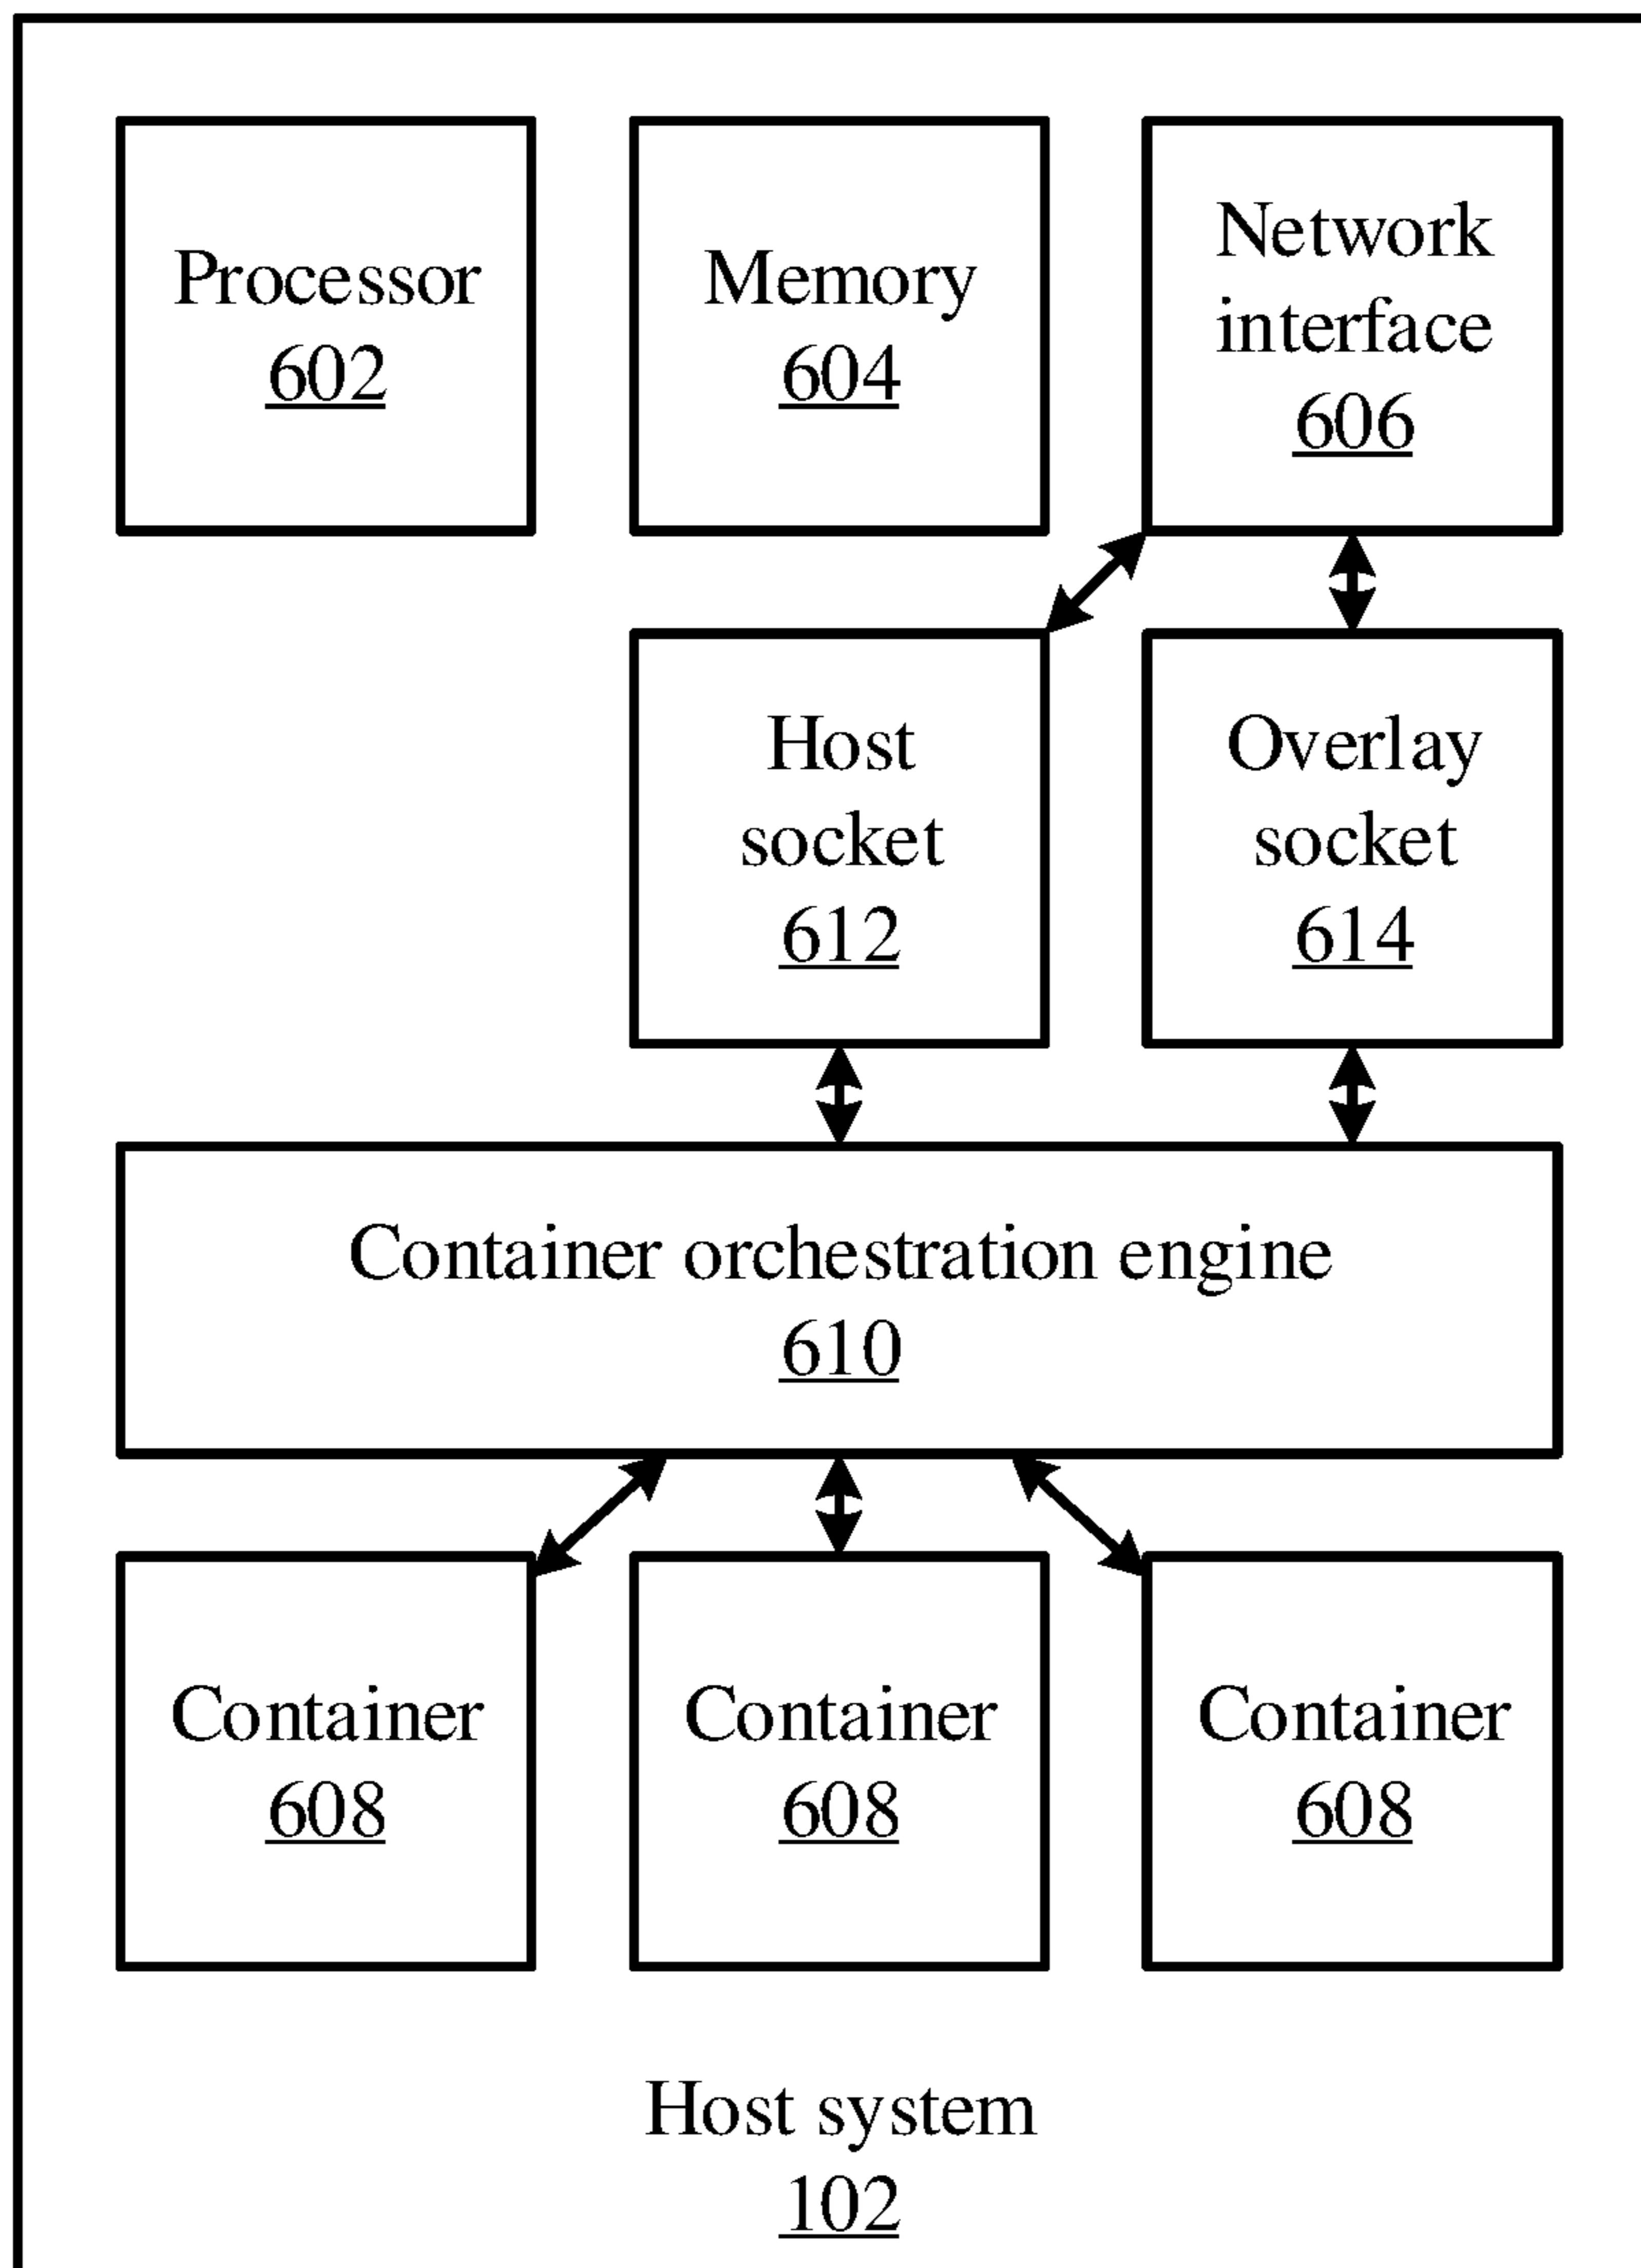 Processor
602
Memory
604
Network
interface
606
Host
socket
612
Overlay
socket
614
Container orchestration engine
610
Container
608
Container
608
Container
608
Host system
102